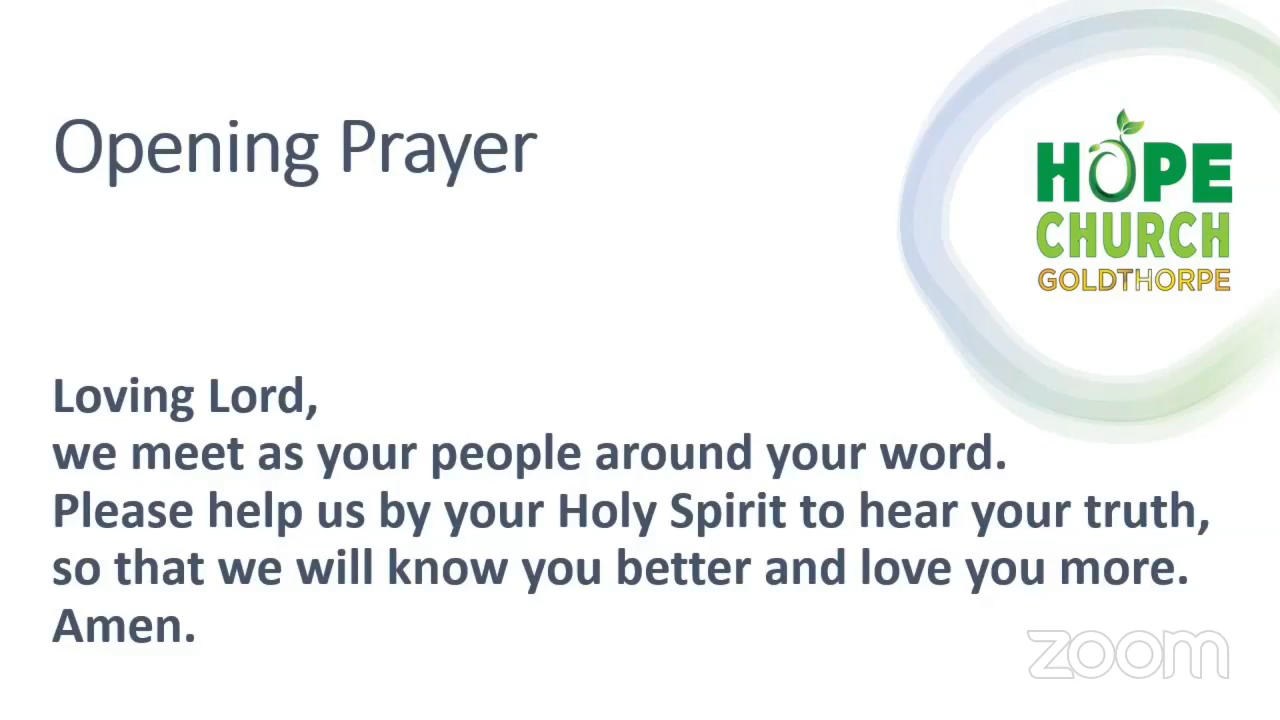 Opening Prayer
HOPE
CHURCH
GOLDTHORPE
Loving Lord,
we meet as your people around your word.
Please help us by your Holy Spirit to hear your truth,
so that we will know you better and love you more.
Amen.
zoom